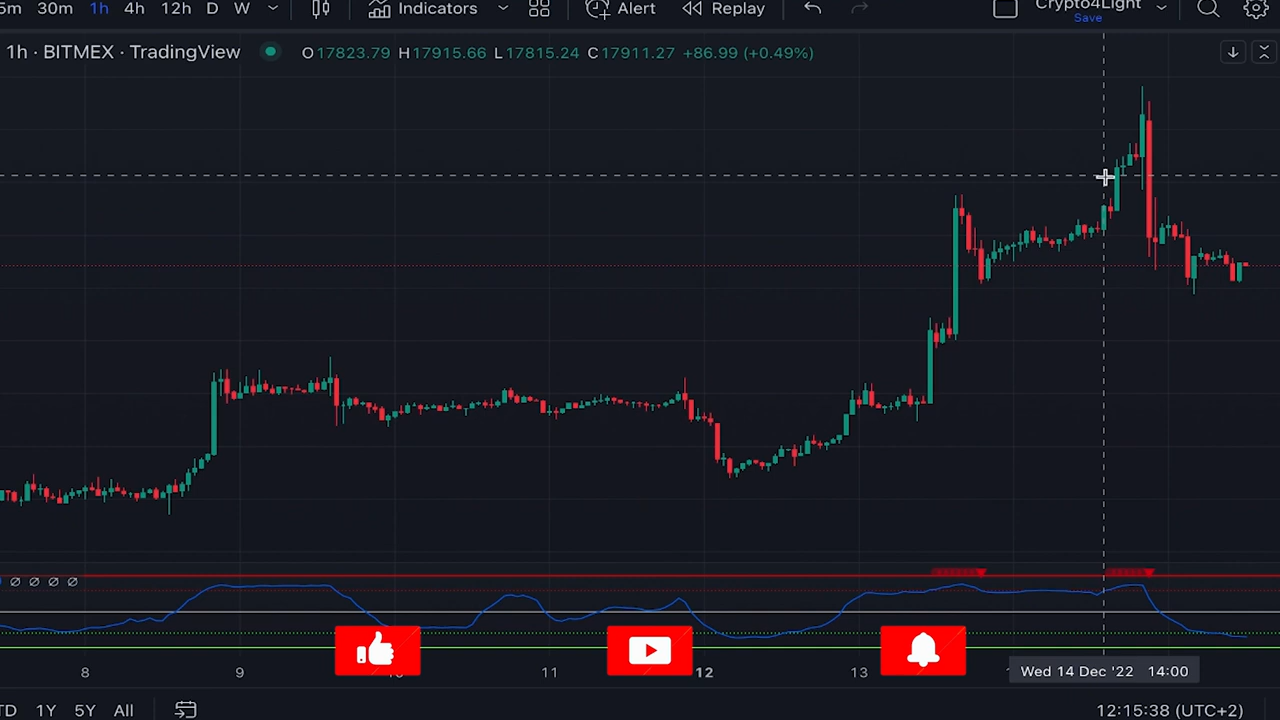 5m 30m 1h 4h 12h D W Indicators Alert Replay Crypto4Light
Save
1h · BITMEX · TradingView O17823.79 H17915.66 L17815.24 C17911.27 +86.99 (+0.49%)
8 9 11 12 13
Wed 14 Dec '22 14:00
1Y 5Y All 12:15:38 (UTC+2)